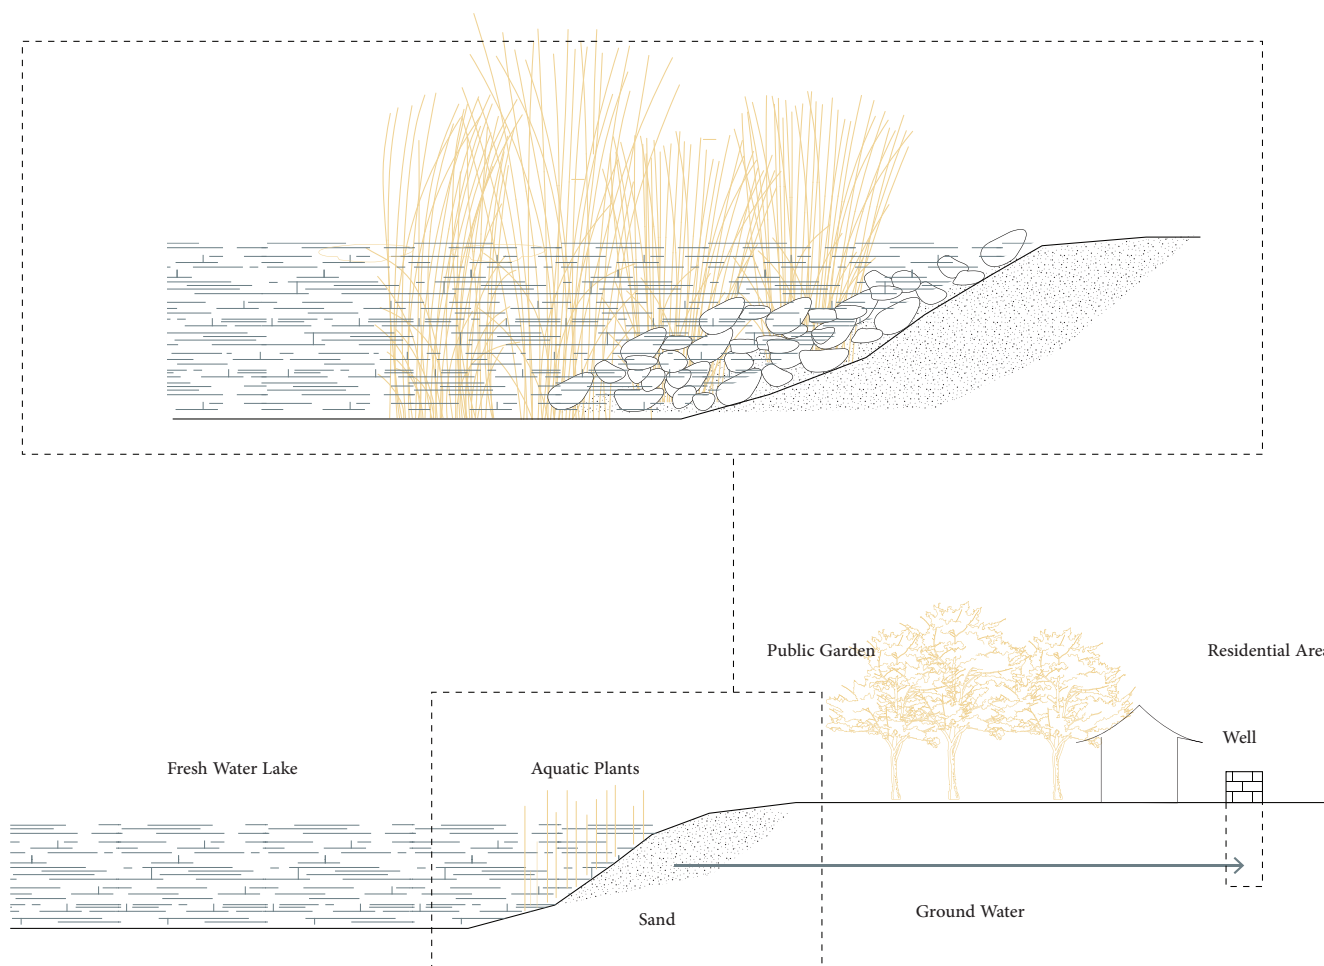 Public Garden
Residential Area
Well
Fresh Water Lake
Aquatic Plants
Sand
Ground Water